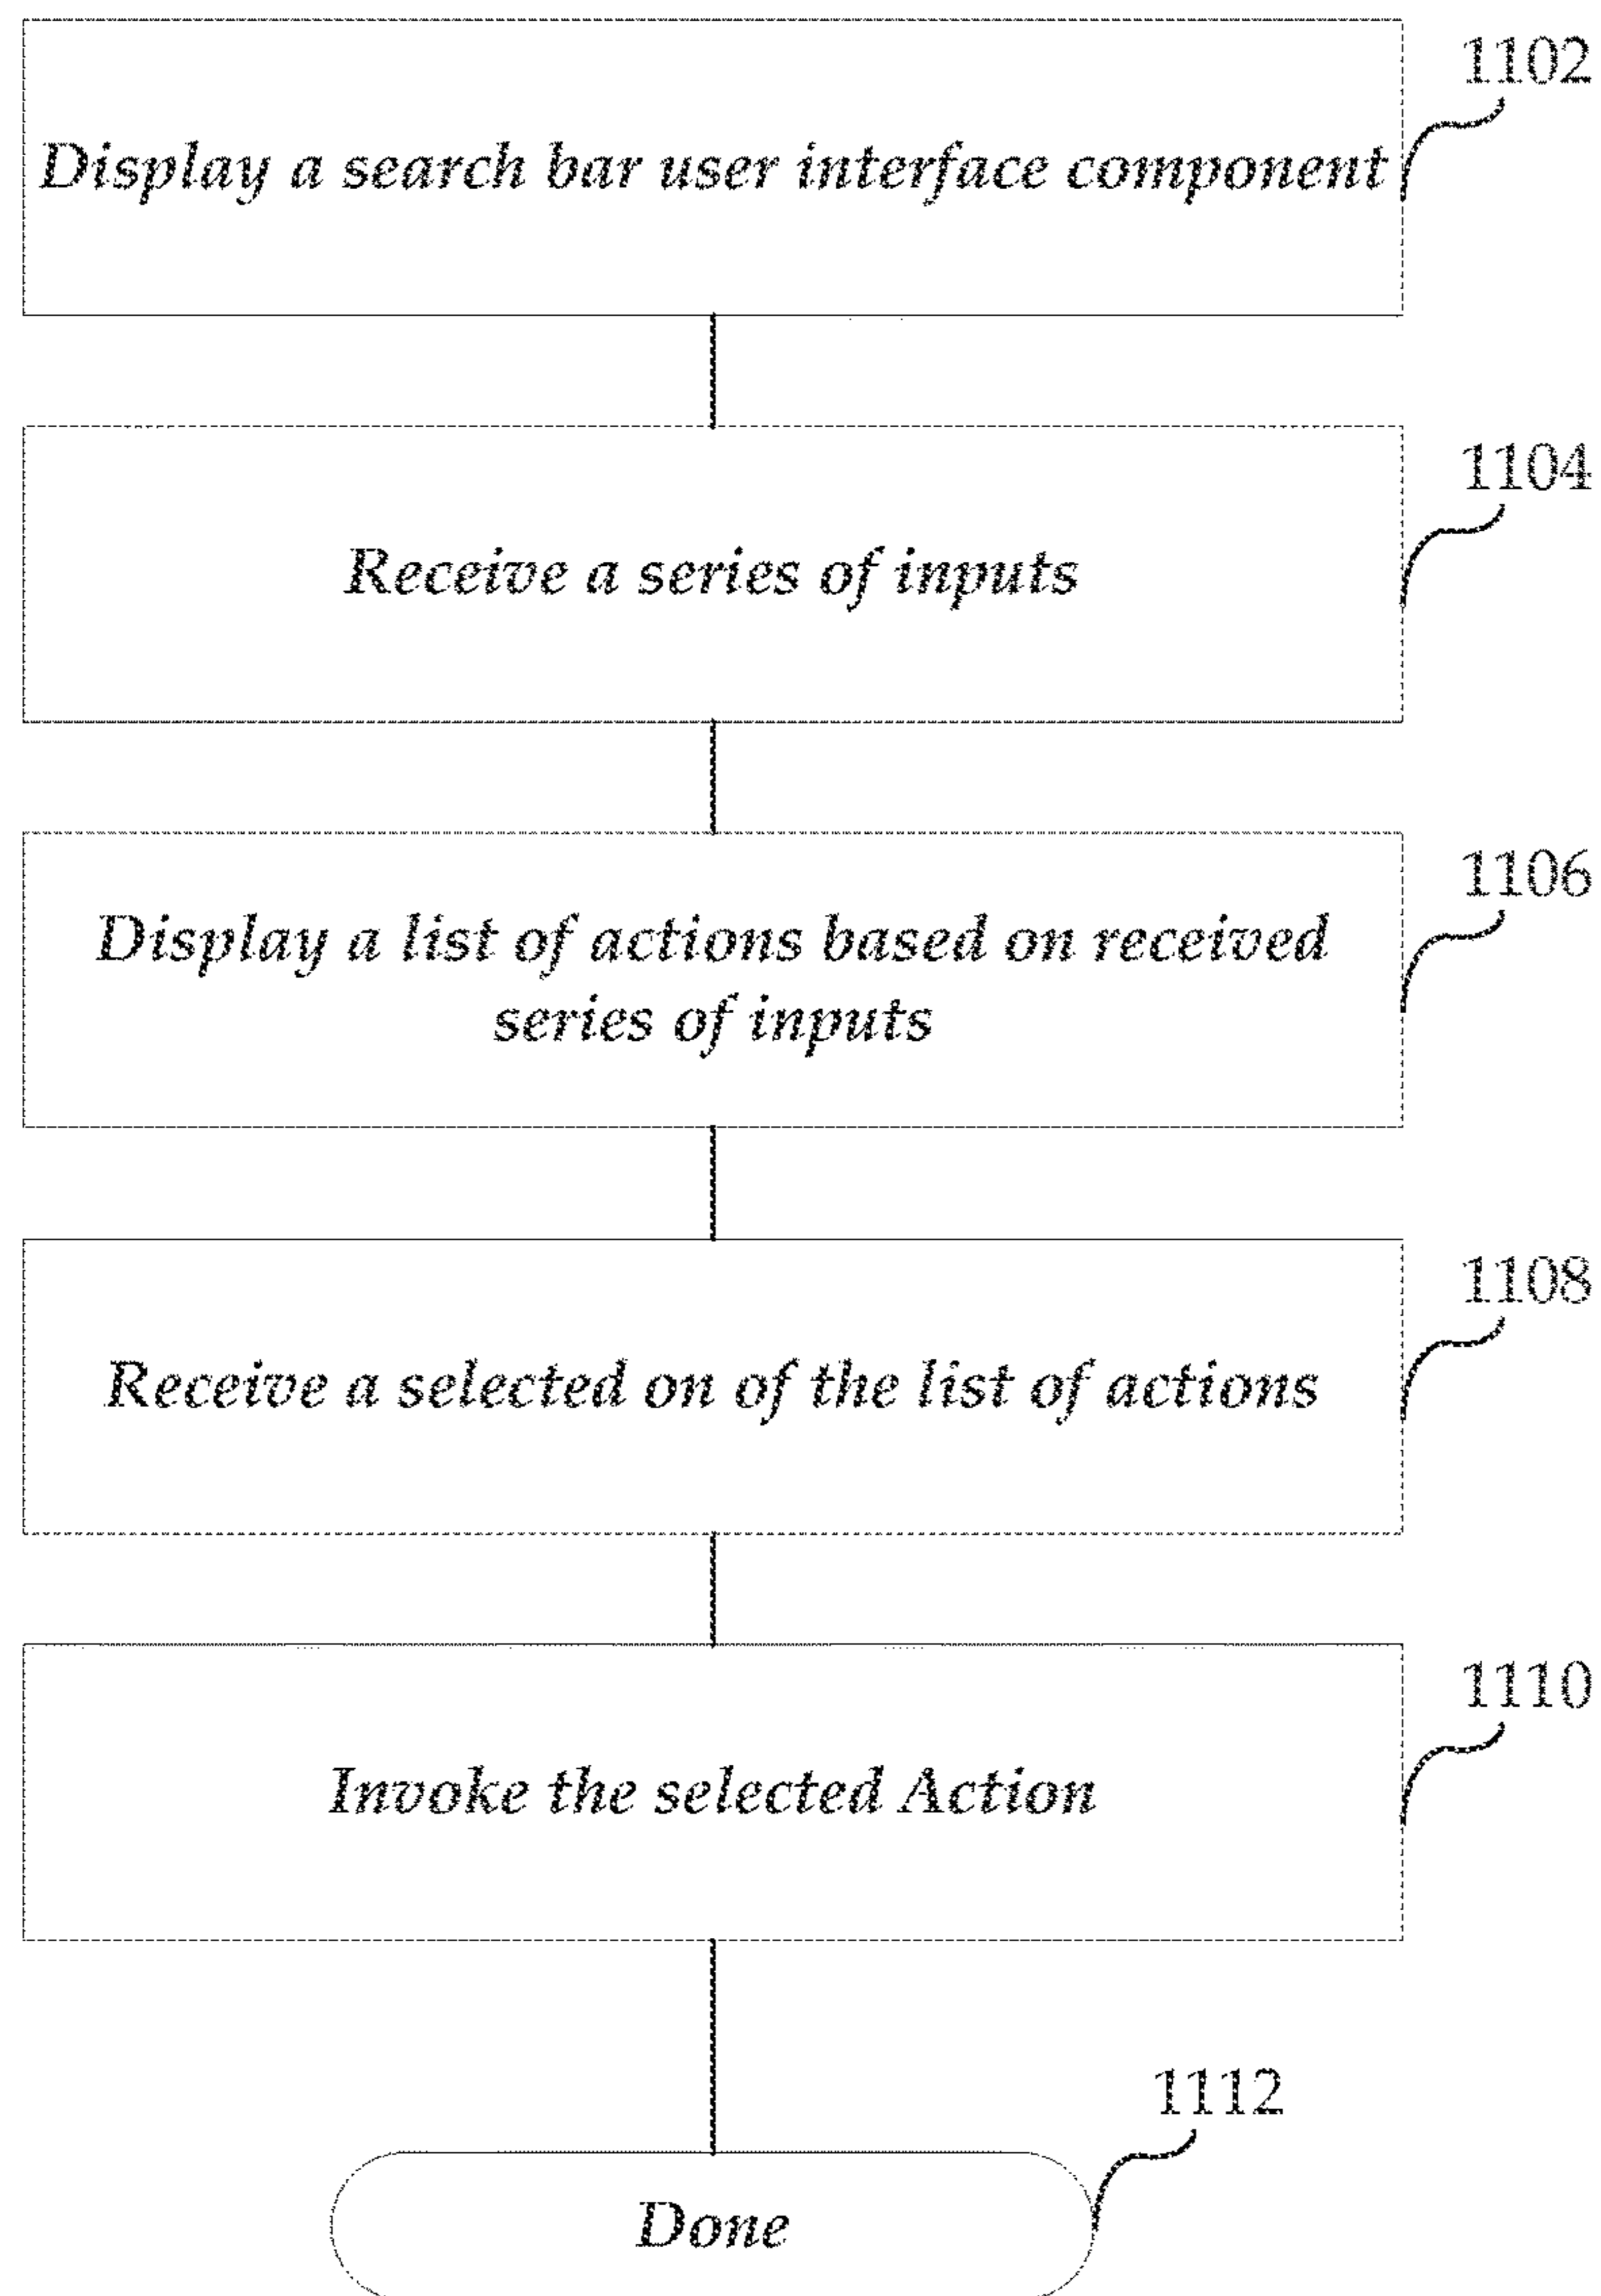 1102
Display a search bar user interface component
1104
Receive a series of inputs
1106
Display a list of actions based on received
series of inputs
1108
Receive a selected on of the list of actions
1110
Invoke the selected Action
1112
Done